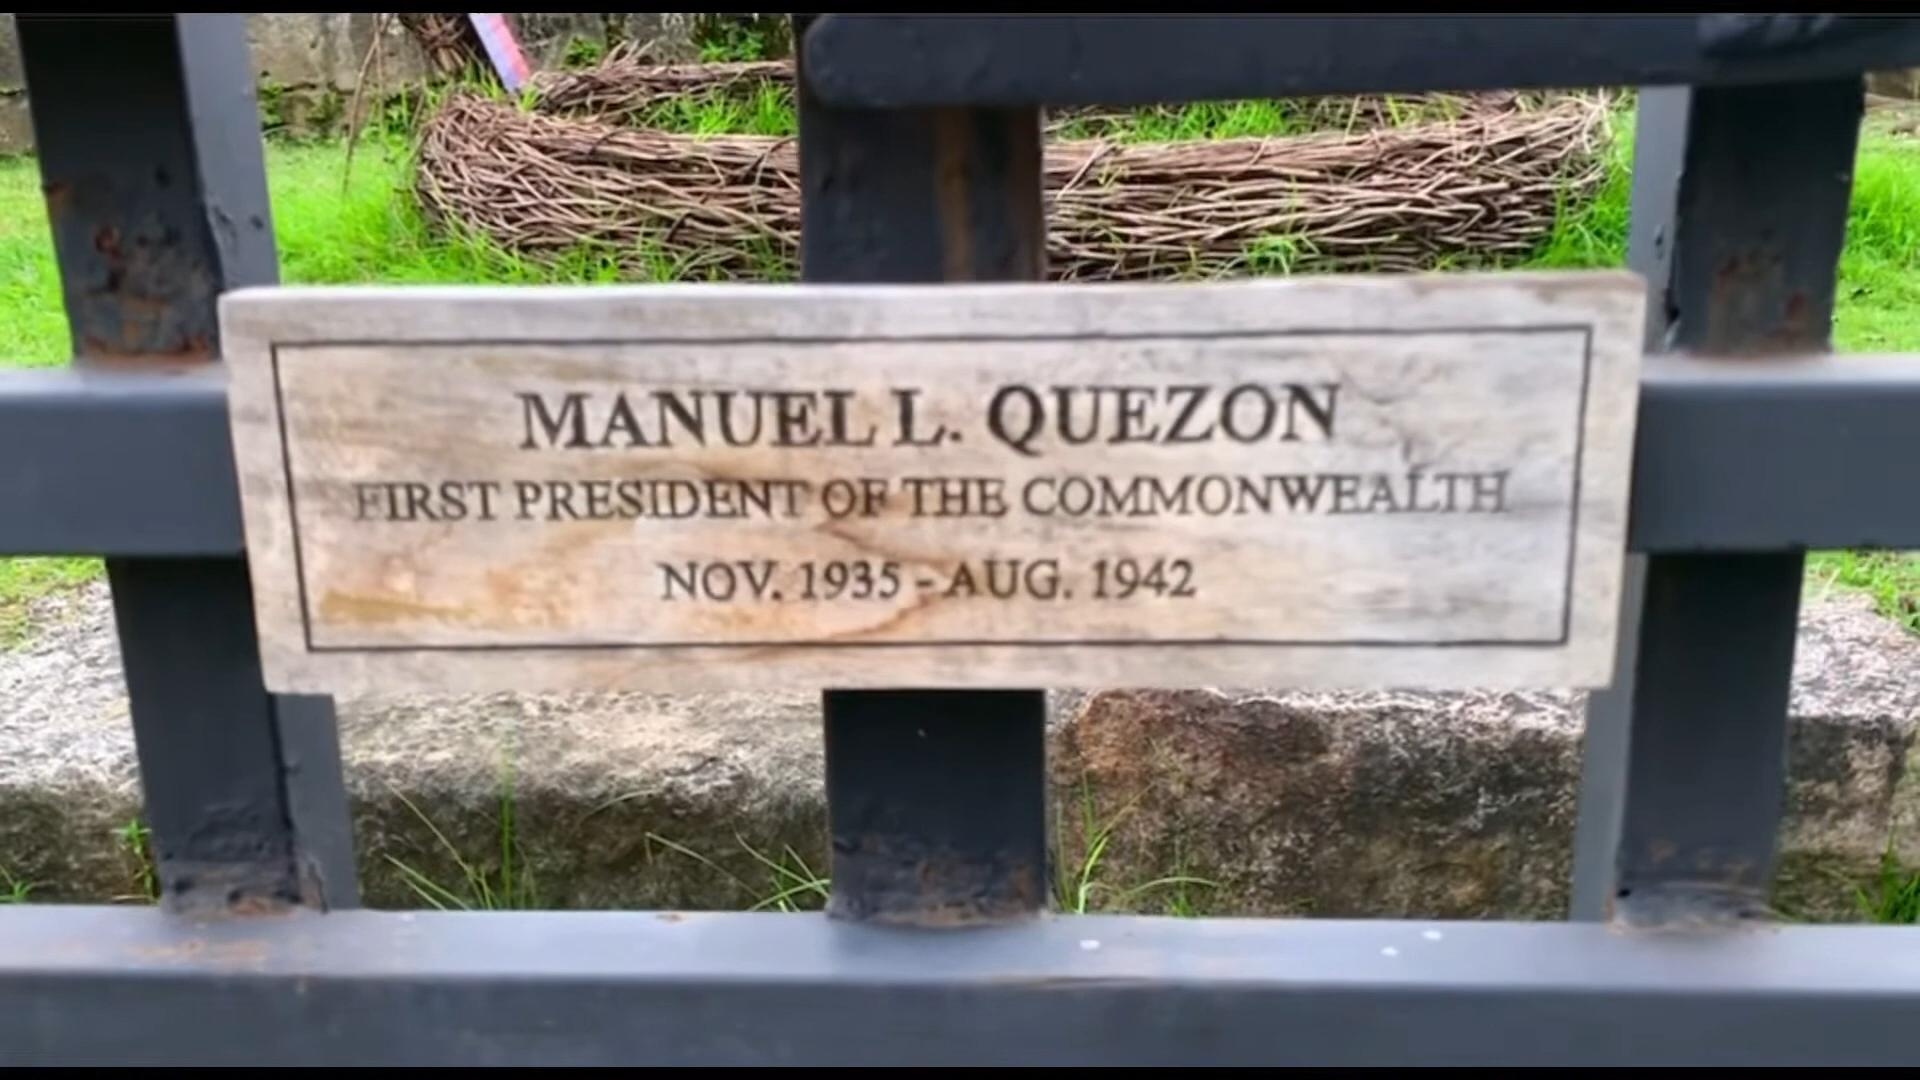 MANUEL L. QUEZON
FIRST PRESIDENT OF THE COMMONWEALTH
NOV. 1935 - AUG. 1942